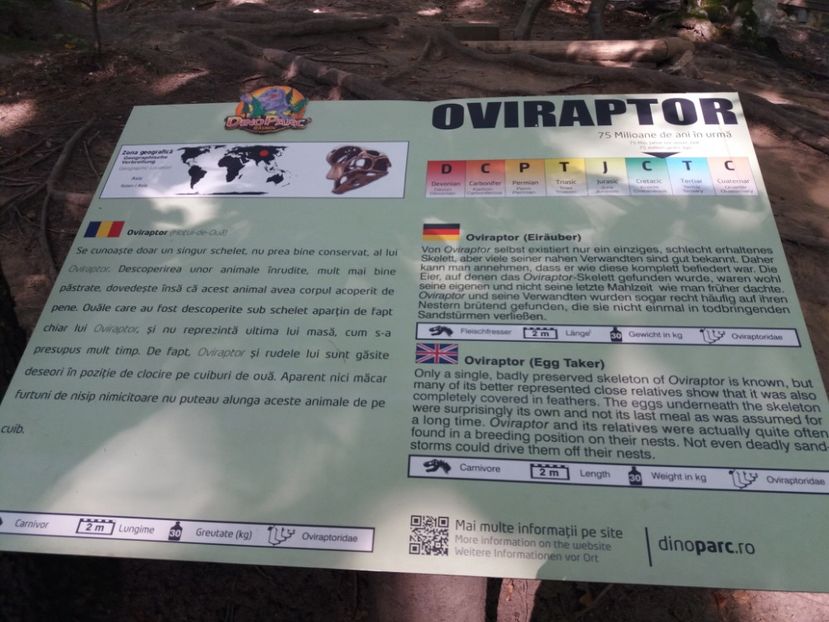 DINOPARC
OVIRAPTOR
75 Milioane de ani în urmă
Zona geografică
Geographische
Verbreitung
Asia
D C P T J C T C
Devonian Carbonifer Permian Triasic Jurasic Cretacic Terțiar Cuaternar
Oviraptor (Hoțul-de-Ouă)
Se cunoaște doar un singur schelet, nu prea bine conservat, al lui
Oviraptor. Descoperirea unor animale înrudite, mult mai bine
păstrate, dovedește însă că acest animal avea corpul acoperit de
pene. Ouăle care au fost descoperite sub schelet aparțin de fapt
chiar lui Oviraptor, și nu reprezintă ultima lui masă, cum s-a
presupus mult timp. De fapt, Oviraptor și rudele lui sunt găsite
deseori în poziție de clocire pe cuiburi de ouă. Aparent nici măcar
furtuni de nisip nimicitoare nu puteau alunga aceste animale de pe
cuib.
Carnivor 2 m Lungime 30 Greutate (kg) Oviraptoridae
Oviraptor (Eiräuber)
Von Oviraptor selbst existiert nur ein einziges, schlecht erhaltenes
Skelett, aber viele seiner nahen Verwandten sind gut bekannt. Daher
kann man annehmen, dass er wie diese komplett befiedert war. Die
Eier, auf denen das Oviraptor-Skelett gefunden wurde, waren wohl
seine eigenen und nicht seine letzte Mahlzeit wie man früher dachte.
Oviraptor und seine Verwandten wurden sogar recht häufig auf ihren
Nestern brütend gefunden, die sie nicht einmal in todbringenden
Sandstürmen verließen.
Fleischfresser 2 m Länge 30 Gewicht in kg Oviraptoridae
Oviraptor (Egg Taker)
Only a single, badly preserved skeleton of Oviraptor is known, but
many of its better represented close relatives show that it was also
completely covered in feathers. The eggs underneath the skeleton
were surprisingly its own and not its last meal as was assumed for
a long time. Oviraptor and its relatives were actually quite often
found in a breeding position on their nests. Not even deadly sand-
storms could drive them off their nests.
Carnivore 2 m Length 30 Weight in kg Oviraptoridae
Mai multe informații pe site
More information on the website
Weitere Informationen vor Ort
dinoparc.ro